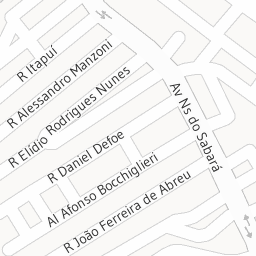 R Itapuí
R Alessandro Manzoni
R Elídio Rodrigues Nunes
Av Ns do Sabará
R Daniel Defoe
Al Afonso Bocchiglieri
R João Ferreira de Abreu